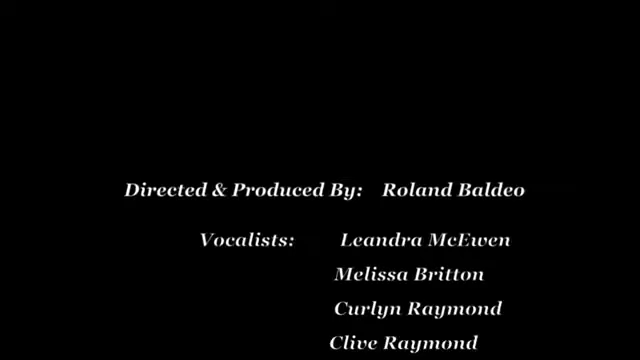 Directed & Produced By: Roland Baldeo
Vocalists: Leandra McEwen
Melissa Britton
Curlyn Raymond
Clive Raymond